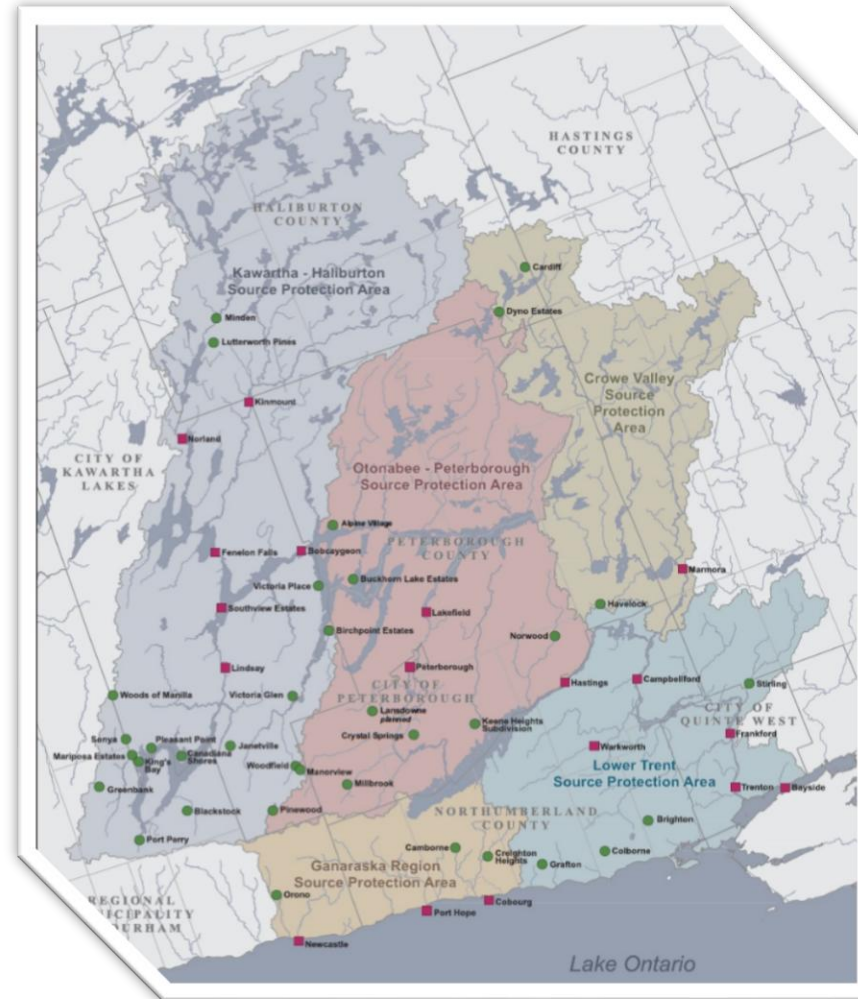 HASTINGS
COUNTY
HALIBURTON
COUNTY
Kawartha - Haliburton
Source Protection Area
Cardiff
Dyno Estates
Minden
Lutterworth Pines
Crowe Valley
Source
Protection
Area
Kinmount
Norland
CITY OF
KAWARTHA
LAKES
Otonabee - Peterborough
Source Protection Area
Alpine Village
PETERBOROUGH
COUNTY
Fenelon Falls
Bobcaygeon
Marmora
Victoria Place
Buckhorn Lake Estates
Southview Estates
Lakefield
Havelock
Birchpoint Estates
Norwood
Lindsay
Peterborough
Hastings
Campbellford
Stirling
CITY OF
PETERBOROUGH
Woods of Manilla
Victoria Glen
Lansdowne
planned
Keene Heights
Subdivision
CITY OF
QUINTE WEST
Frankford
Crystal Springs
Sonya
Pleasant Point
Janetville
Warkworth
Mariposa Estates
King's
Bay
Canadiana
Shores
Woodfield
Manorview
Lower Trent
Source Protection Area
Greenbank
Millbrook
Trenton
Bayside
Blackstock
Pinewood
NORTHUMBERLAND
COUNTY
Brighton
Port Perry
Camborne
Creighton
Heights
Grafton
Colborne
Ganaraska Region
Source Protection Area
Orono
REGIONAL
ICIPALITY
URHAM
Cobourg
Port Hope
Newcastle
Lake Ontario